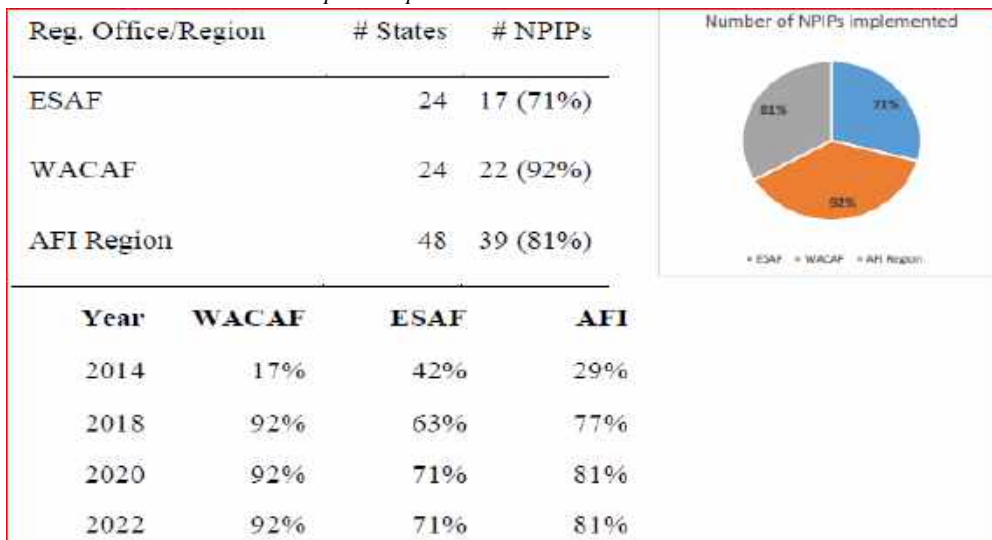 Reg. Office/Region # States # NPIPs
ESAF 24 17 (71%)
WACAF 24 22 (92%)
AFI Region 48 39 (81%)
Number of NPIPs implemented
81% 71%
92%
ESAF WACAF AFI Region
Year WACAF ESAF AFI
2014 17% 42% 29%
2018 92% 63% 77%
2020 92% 71% 81%
2022 92% 71% 81%